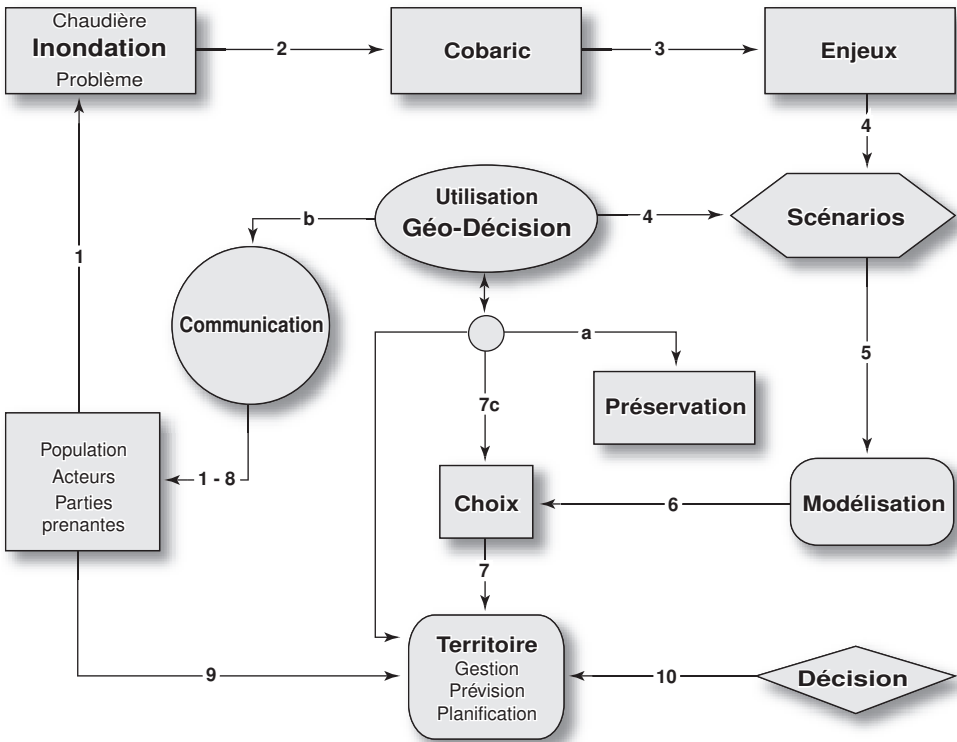 Chaudière
Inondation
Problème
2
Cobaric
3
Enjeux
4
Utilisation
Géo-Décision
b
4
Scénarios
1
Communication
a
5
7c
Préservation
Population
Acteurs
Parties
prenantes
1 - 8
Choix
6
Modélisation
7
Territoire
Gestion
Prévision
Planification
9
10
Décision